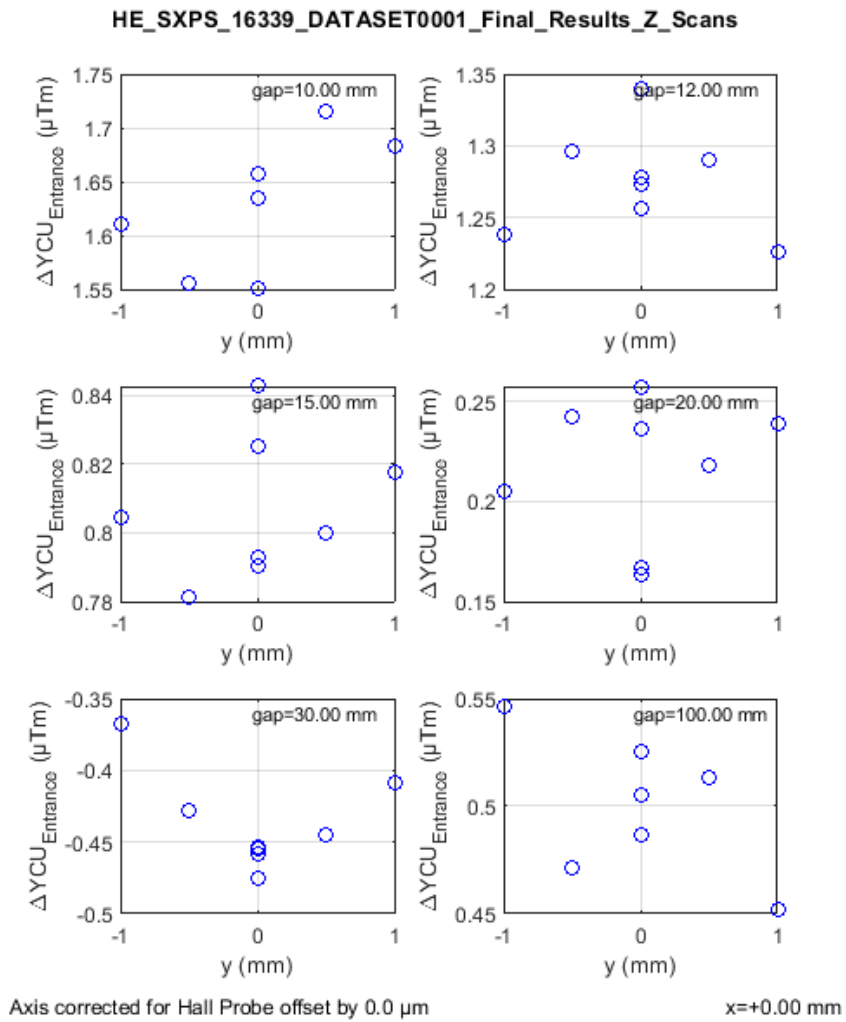 HE_SXPS_16339_DATASET0001_Final_Results_Z_Scans
gap=10.00 mm
1.75
1.7
1.65
1.6
1.55
-1 0 1
y (mm)
ΔYCU_Entrance (μTm)
gap=12.00 mm
1.35
1.3
1.25
1.2
-1 0 1
y (mm)
ΔYCU_Entrance (μTm)
gap=15.00 mm
0.84
0.82
0.8
0.78
-1 0 1
y (mm)
ΔYCU_Entrance (μTm)
gap=20.00 mm
0.25
0.2
0.15
-1 0 1
y (mm)
ΔYCU_Entrance (μTm)
gap=30.00 mm
-0.35
-0.4
-0.45
-0.5
-1 0 1
y (mm)
ΔYCU_Entrance (μTm)
gap=100.00 mm
0.55
0.5
0.45
-1 0 1
y (mm)
ΔYCU_Entrance (μTm)
Axis corrected for Hall Probe offset by 0.0 μm
x=+0.00 mm